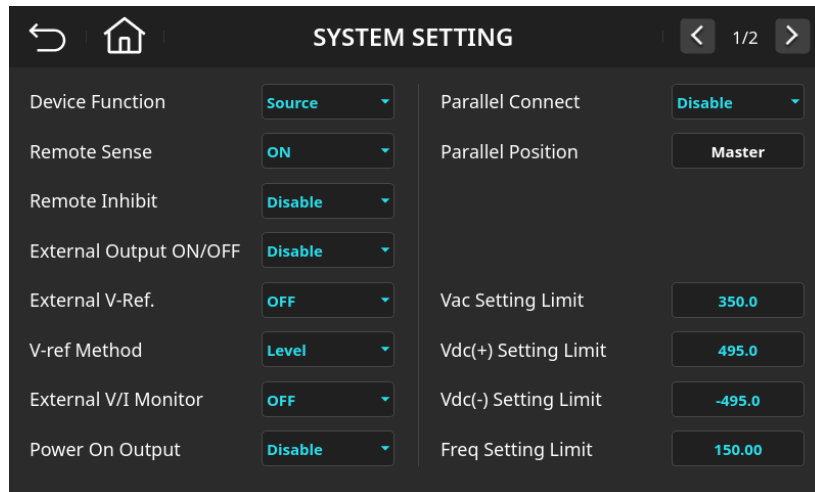 SYSTEM SETTING
1/2
Device Function Source
Remote Sense ON
Remote Inhibit Disable
External Output ON/OFF Disable
External V-Ref. OFF
V-ref Method Level
External V/I Monitor OFF
Power On Output Disable
Parallel Connect Disable
Parallel Position Master
Vac Setting Limit 350.0
Vdc(+) Setting Limit 495.0
Vdc(-) Setting Limit -495.0
Freq Setting Limit 150.00